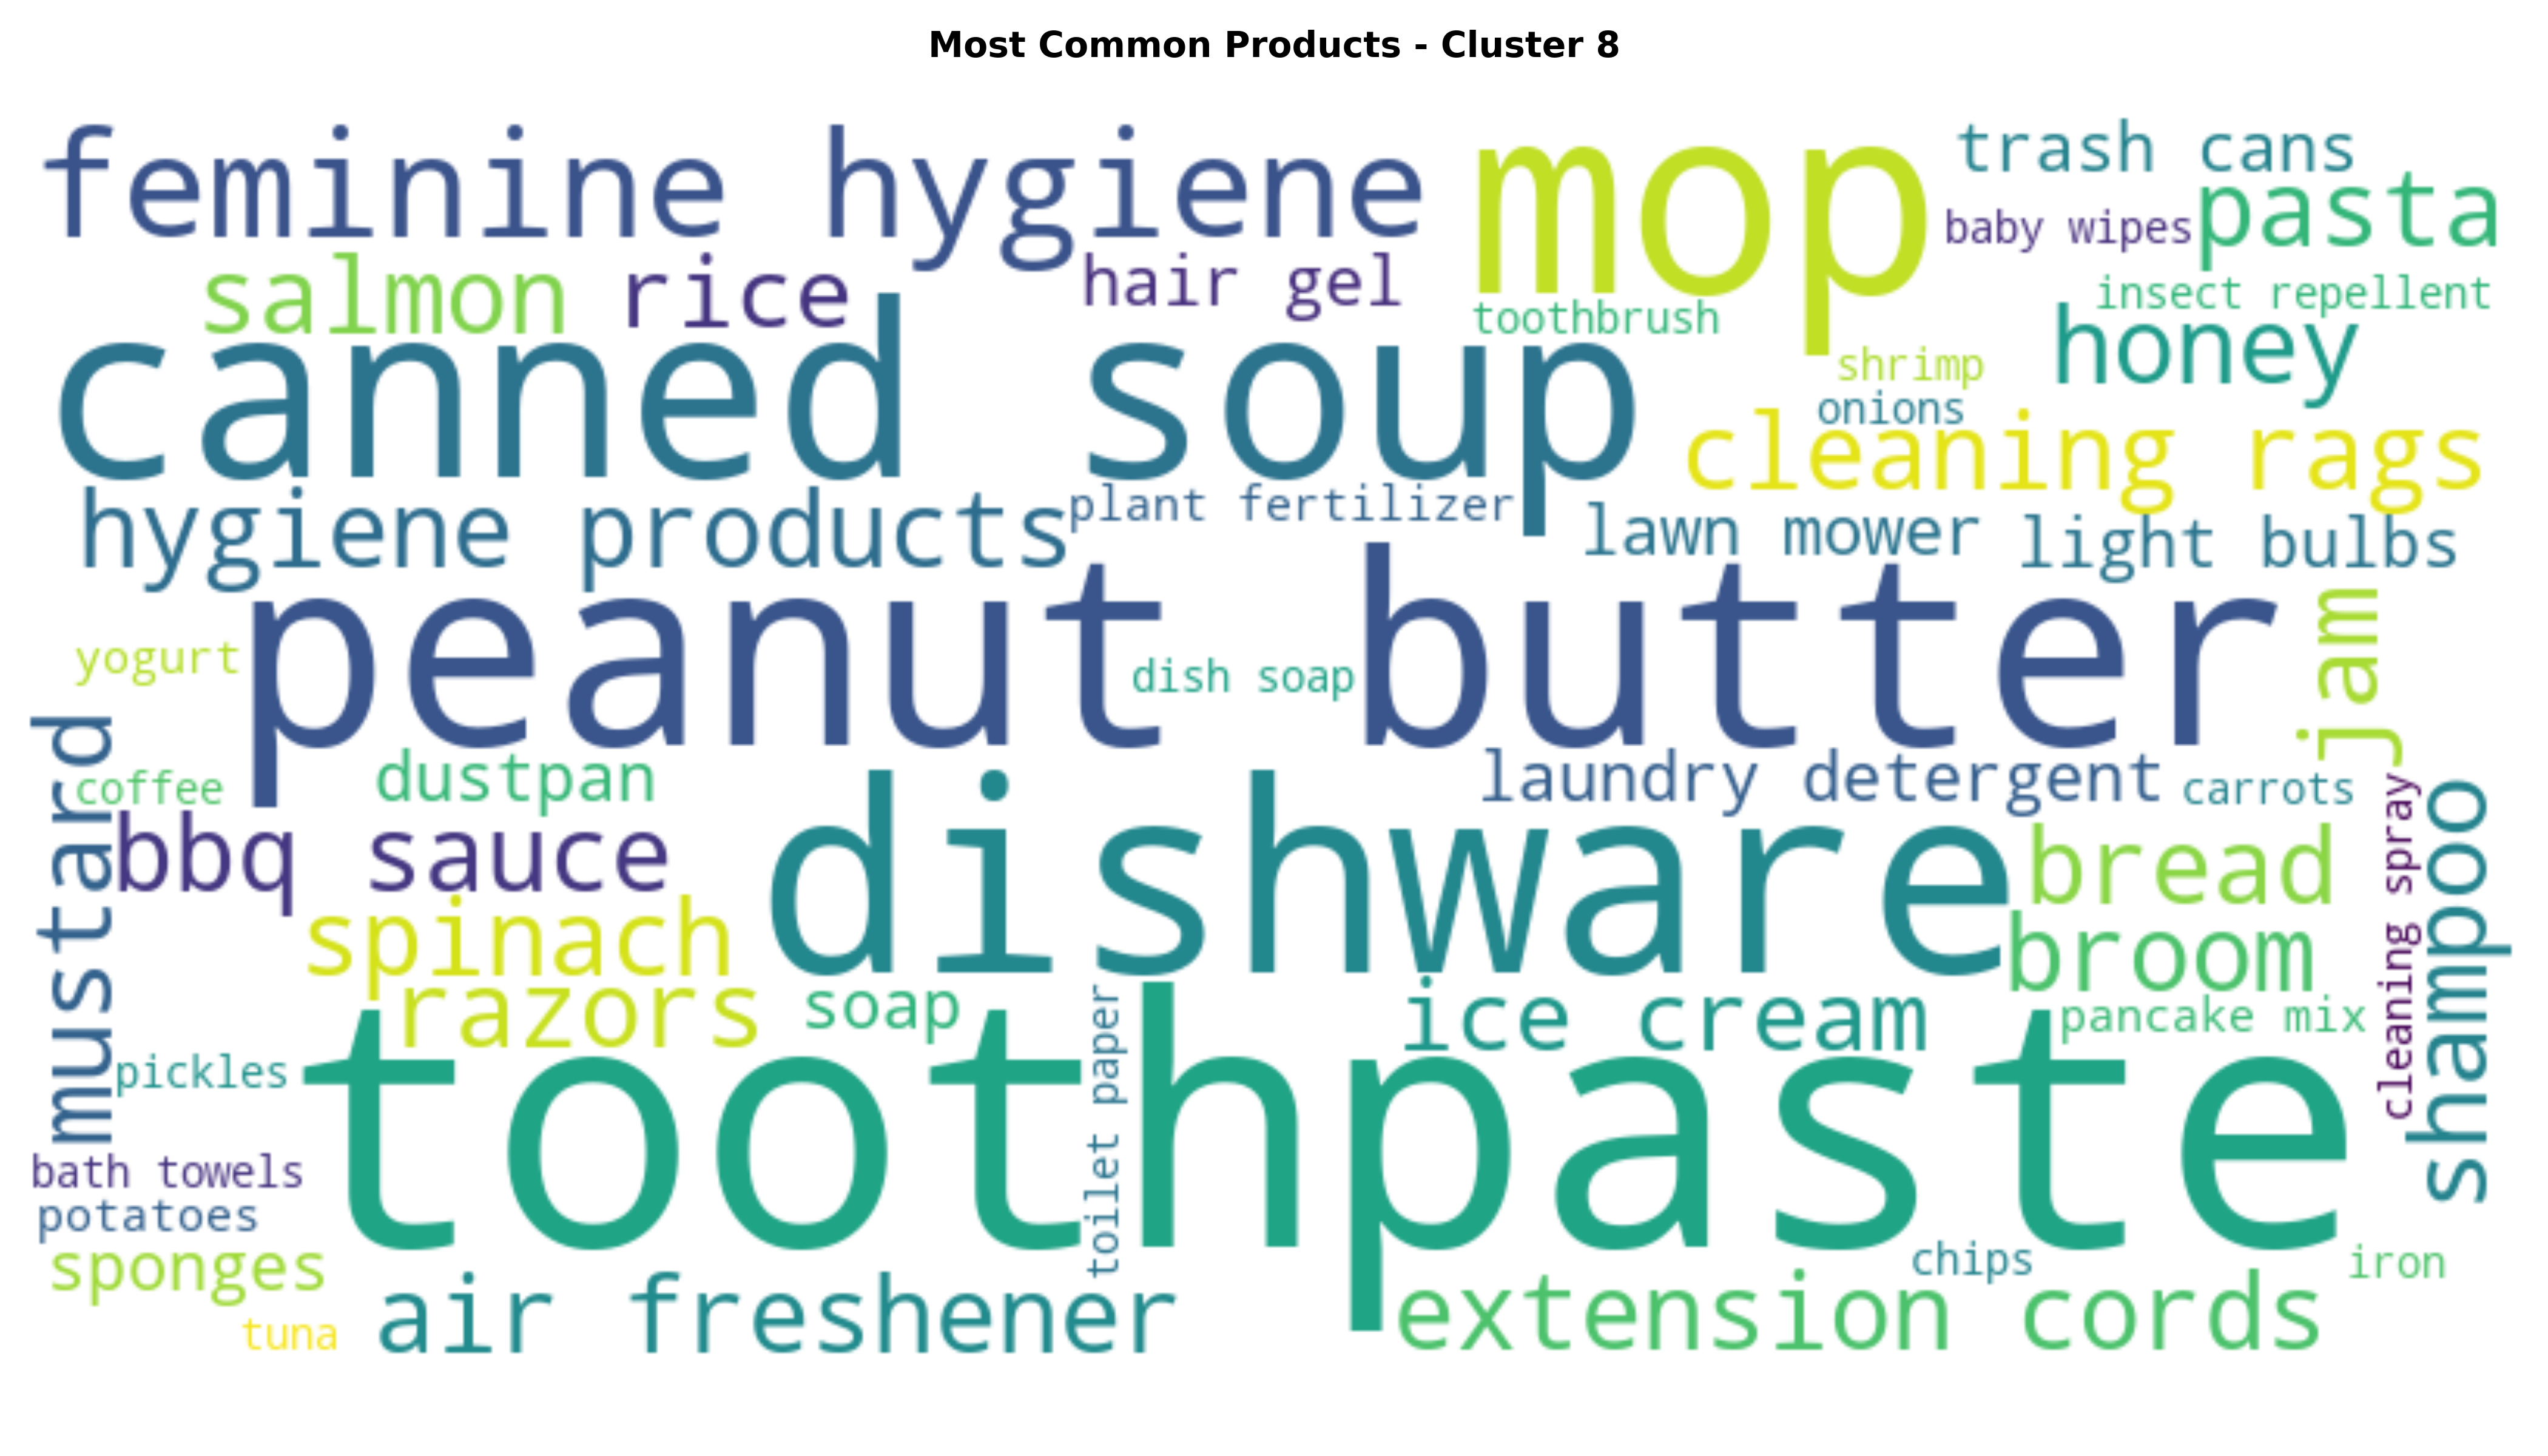 Most Common Products - Cluster 8
feminine hygiene
mop
trash cans
baby wipes
pasta
salmon
rice
hair gel
toothbrush
insect repellent
honey
shrimp
onions
canned soup
cleaning rags
hygiene products
plant fertilizer
lawn mower
light bulbs
peanut butter
yogurt
dish soap
jam
mustard
coffee
dustpan
laundry detergent
carrots
cleaning spray
shampoo
bbq sauce
dishware
bread
spinach
broom
razors
soap
toilet paper
ice cream
pancake mix
pickles
toothpaste
bath towels
potatoes
sponges
chips
iron
tuna
air freshener
extension cords